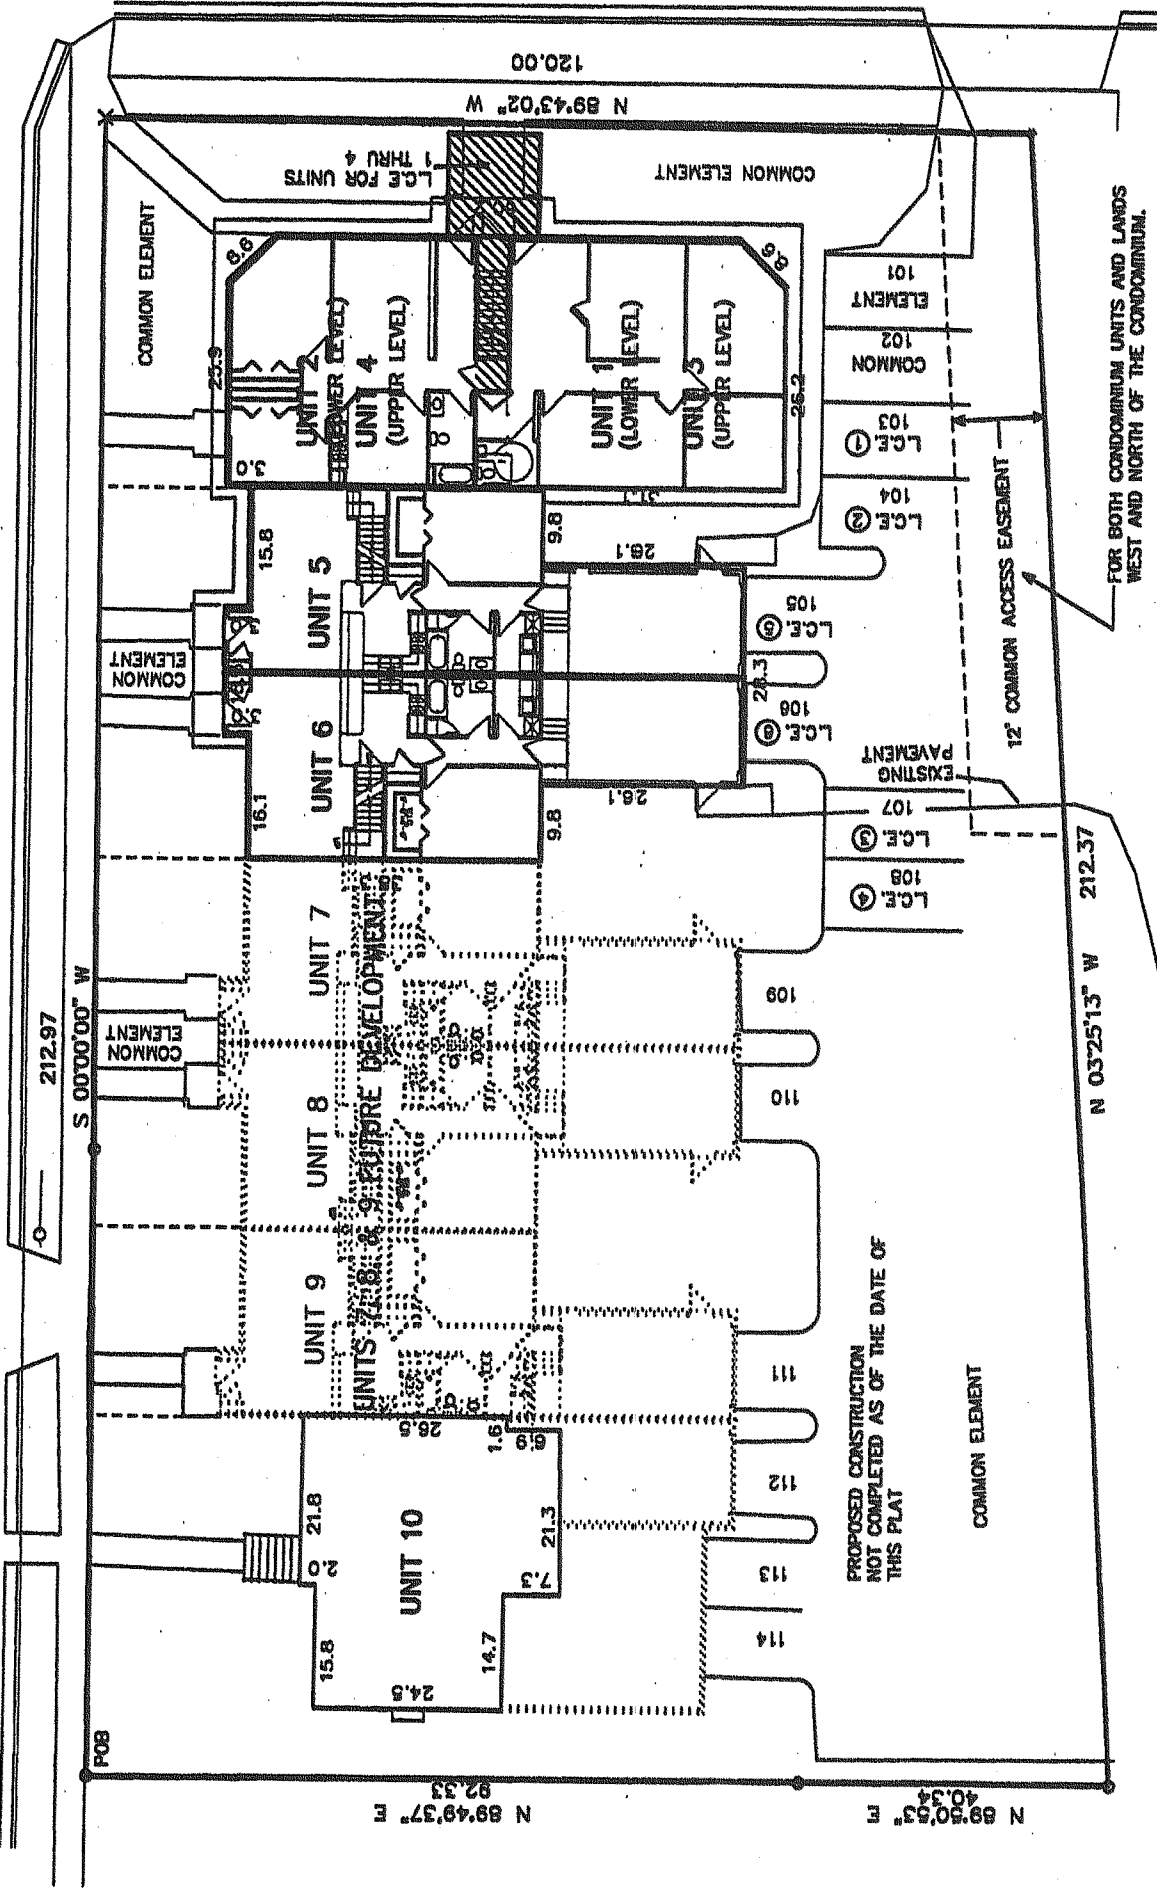 120.00
N 89°43'02" W
L.C.E FOR UNITS
1 THRU 4
COMMON ELEMENT
COMMON ELEMENT
8.6
8.6
25.9
UNIT 2
(LOWER LEVEL)
UNIT 4
(UPPER LEVEL)
UNIT 1
(LOWER LEVEL)
UNIT 3
(UPPER LEVEL)
25.2
3.0
31.1
101
ELEMENT
102
COMMON
103
L.C.E. 1
104
L.C.E. 2
105
L.C.E. 5
106
L.C.E. 6
107
L.C.E. 3
108
L.C.E. 4
12' COMMON ACCESS EASEMENT
FOR BOTH CONDOMINIUM UNITS AND LANDS
WEST AND NORTH OF THE CONDOMINIUM.
15.8
UNIT 5
9.8
26.1
COMMON
ELEMENT
28.3
UNIT 6
16.1
9.8
26.1
EXISTING
PAVEMENT
212.97
S 00°00'00" W
N 03°25'13" W
212.37
COMMON
ELEMENT
UNIT 7
UNIT 8
UNIT 9
UNITS 7, 8, & 9 FUTURE DEVELOPMENT
109
110
111
112
113
114
26.5
1.6
6.9
21.8
2.0
15.8
UNIT 10
21.3
7.3
14.7
24.5
PROPOSED CONSTRUCTION
NOT COMPLETED AS OF THE DATE OF
THIS PLAT
COMMON ELEMENT
POB
N 89°49'37" E
92.33
N 89°50'53" E
40.34